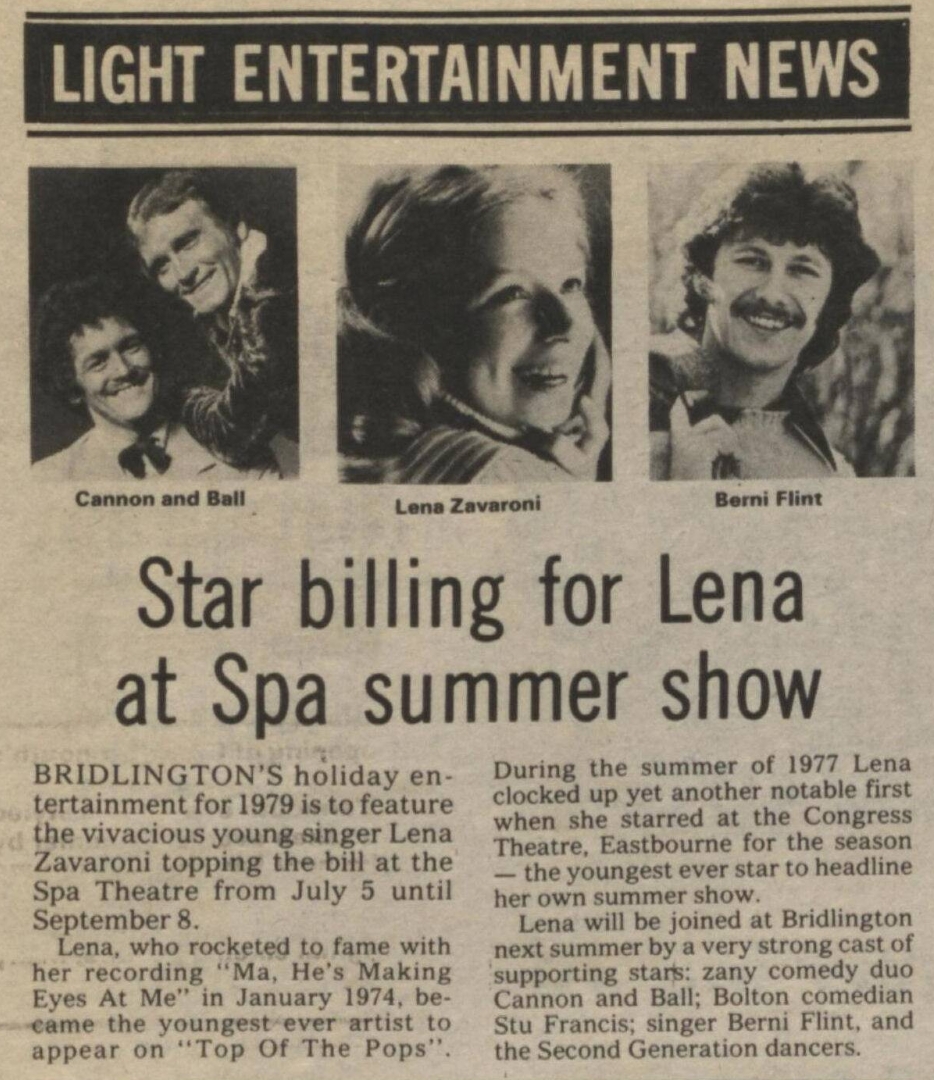 LIGHT ENTERTAINMENT NEWS
Cannon and Ball
Lena Zavaroni
Berni Flint
Star billing for Lena
at Spa summer show
BRIDLINGTON'S holiday en-
tertainment for 1979 is to feature
the vivacious young singer Lena
Zavaroni topping the bill at the
Spa Theatre from July 5 until
September 8.
Lena, who rocketed to fame with
her recording "Ma, He's Making
Eyes At Me" in January 1974, be-
came the youngest ever artist to
appear on "Top Of The Pops".
During the summer of 1977 Lena
clocked up yet another notable first
when she starred at the Congress
Theatre, Eastbourne for the season
— the youngest ever star to headline
her own summer show.
Lena will be joined at Bridlington
next summer by a very strong cast of
supporting stars: zany comedy duo
Cannon and Ball; Bolton comedian
Stu Francis; singer Berni Flint, and
the Second Generation dancers.